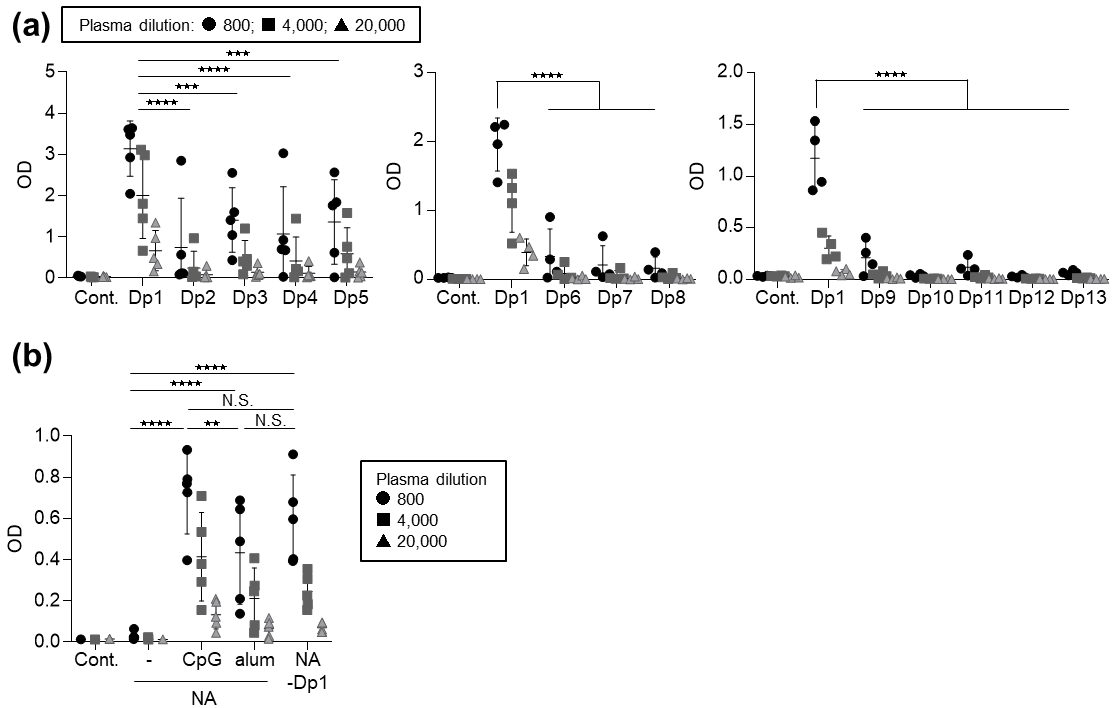 (a)
Plasma dilution: ● 800; ■ 4,000; ▲ 20,000
★★★
★★★★
★★★
★★★★
5
4
3
2
1
0
OD
Cont. Dp1 Dp2 Dp3 Dp4 Dp5
★★★★
3
2
1
0
OD
Cont. Dp1 Dp6 Dp7 Dp8
★★★★
2.0
1.5
1.0
0.5
0.0
OD
Cont. Dp1 Dp9 Dp10 Dp11 Dp12 Dp13
(b)
★★★★
★★★★
N.S.
★★★★ ★★ N.S.
1.0
0.8
0.6
0.4
0.2
0.0
OD
Cont. - CpG alum NA
-Dp1
NA
Plasma dilution
● 800
■ 4,000
▲ 20,000